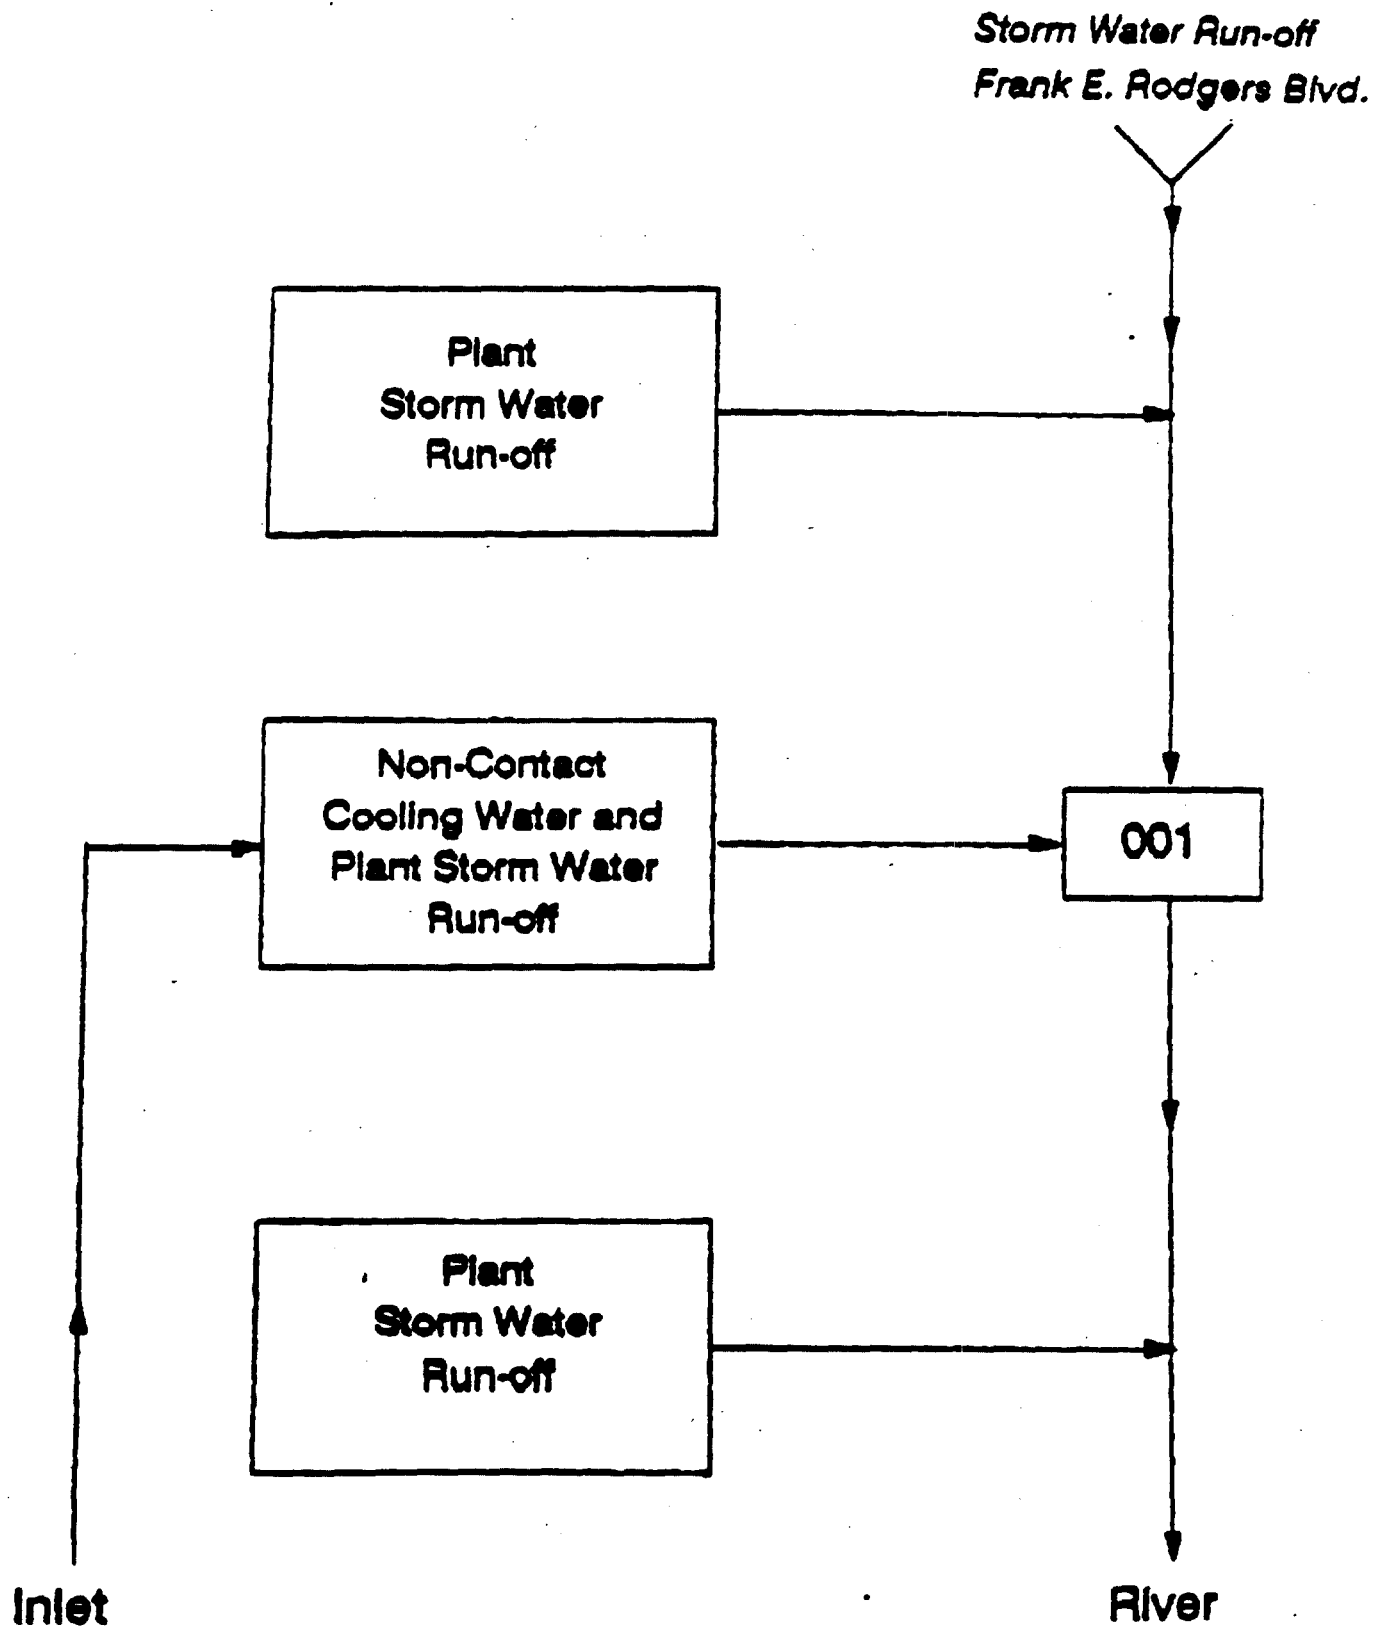 Storm Water Run-off
Frank E. Rodgers Blvd.
Plant
Storm Water
Run-off
Non-Contact
Cooling Water and
Plant Storm Water
Run-off
001
Plant
Storm Water
Run-off
Inlet
River